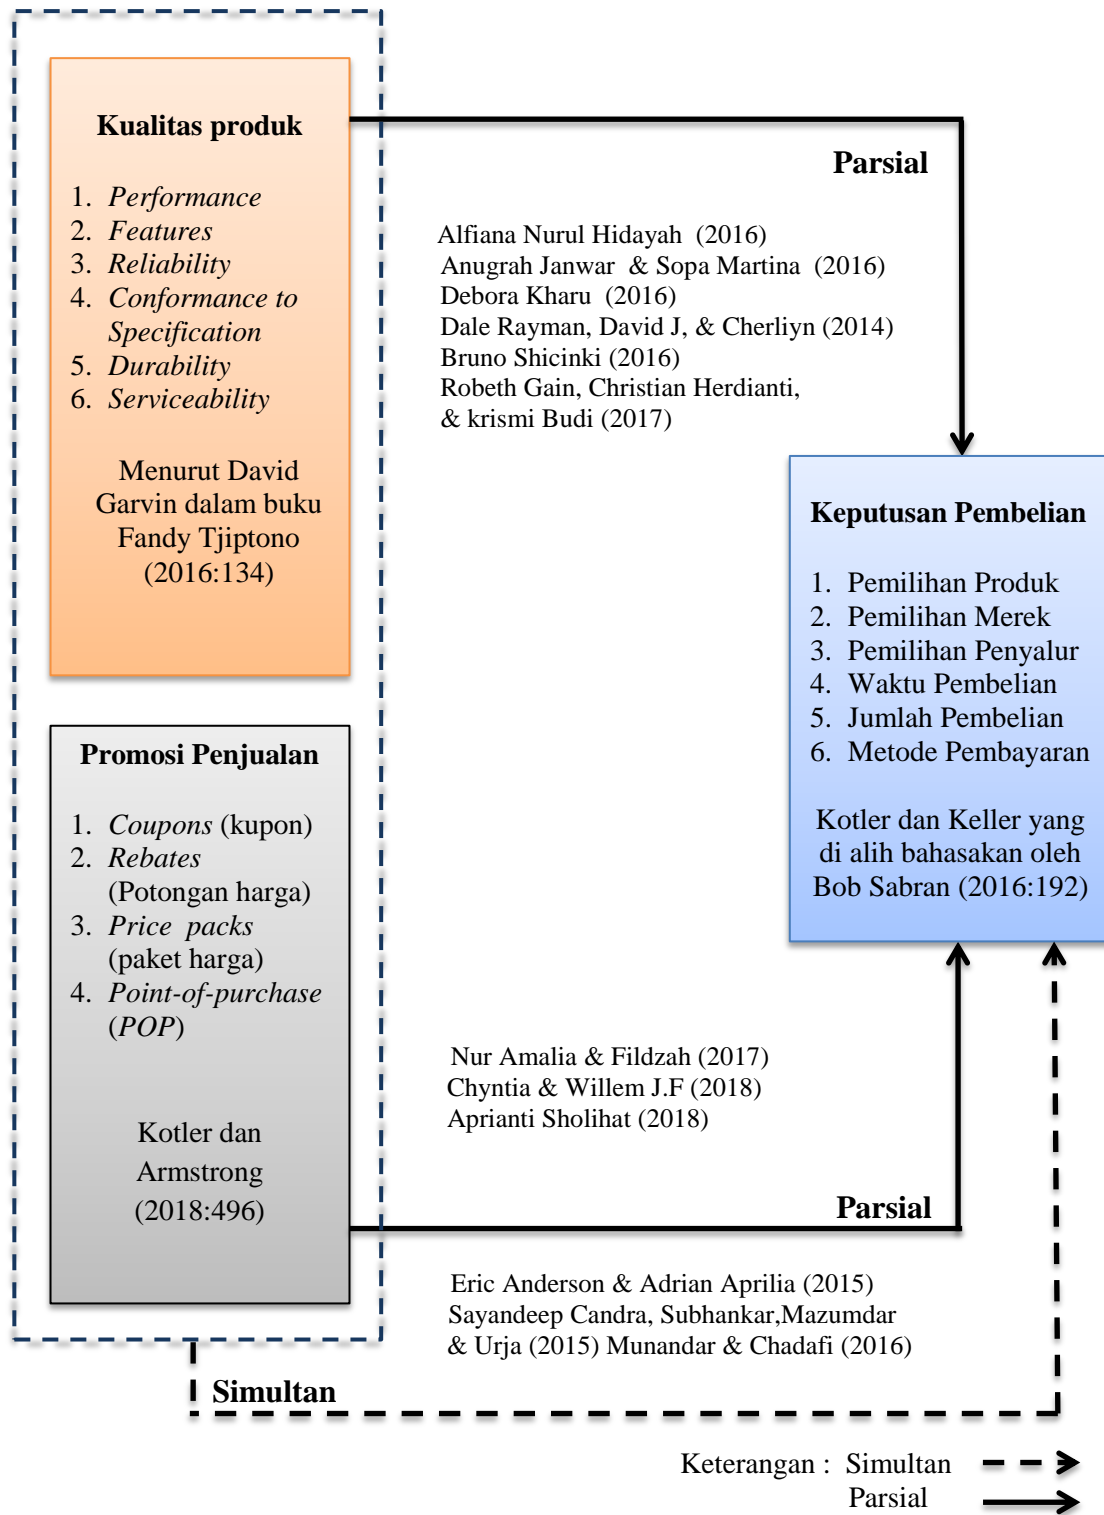 Kualitas produk
1. Performance
2. Features
3. Reliability
4. Conformance to
Specification
5. Durability
6. Serviceability
Menurut David
Garvin dalam buku
Fandy Tjiptono
(2016:134)
Parsial
Alfiana Nurul Hidayah (2016)
Anugrah Janwar & Sopa Martina (2016)
Debora Kharu (2016)
Dale Rayman, David J, & Cherliyn (2014)
Bruno Shicinki (2016)
Robeth Gain, Christian Herdianti,
& krismi Budi (2017)
Keputusan Pembelian
1. Pemilihan Produk
2. Pemilihan Merek
3. Pemilihan Penyalur
4. Waktu Pembelian
5. Jumlah Pembelian
6. Metode Pembayaran
Kotler dan Keller yang
di alih bahasakan oleh
Bob Sabran (2016:192)
Promosi Penjualan
1. Coupons (kupon)
2. Rebates
(Potongan harga)
3. Price packs
(paket harga)
4. Point-of-purchase
(POP)
Kotler dan
Armstrong
(2018:496)
Nur Amalia & Fildzah (2017)
Chyntia & Willem J.F (2018)
Aprianti Sholihat (2018)
Parsial
Eric Anderson & Adrian Aprilia (2015)
Sayandeep Candra, Subhankar,Mazumdar
& Urja (2015) Munandar & Chadafi (2016)
Simultan
Keterangan : Simultan
Parsial